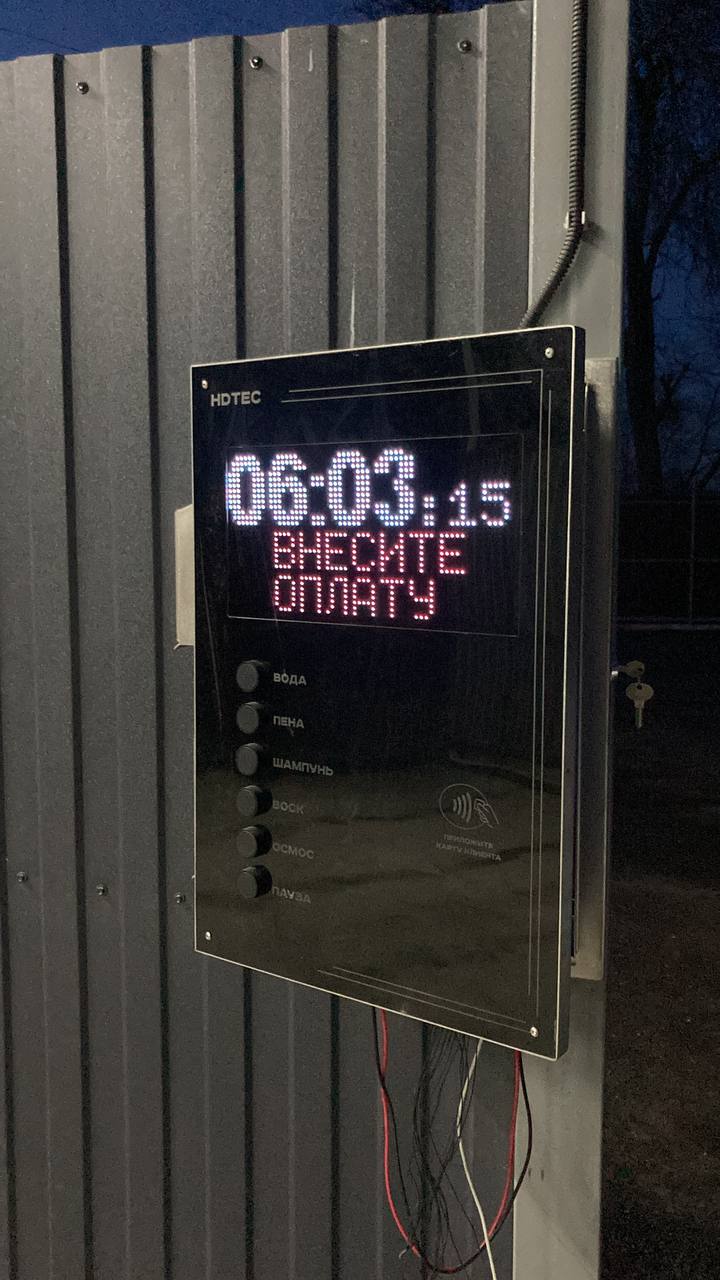 HDTEC
06:03:15
ВНЕСИТЕ
ОПЛАТУ
ВОДА
ПЕНА
ШАМПУНЬ
ВОСК
ОСМОС
ПАУЗА
ПРИЛОЖИТЕ
КАРТУ КЛИЕНТА